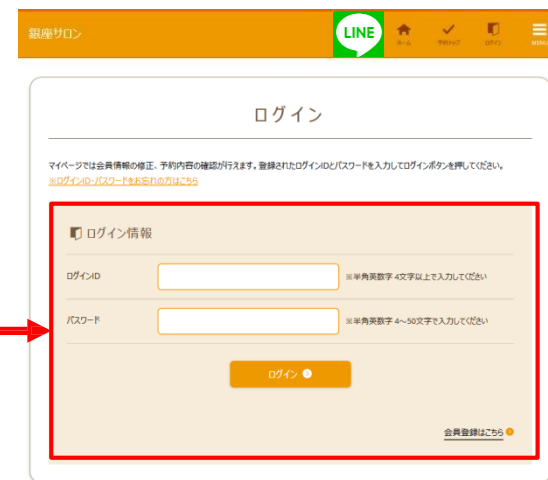 銀座サロン
LINE
ホーム
予約トップ
ログイン
MENU
ログイン
マイページでは会員情報の修正、予約内容の確認が行えます。登録されたログインIDとパスワードを入力してログインボタンを押してください。
※ログインID・パスワードをお忘れの方はこちら
ログイン情報
ログインID
※半角英数字 4文字以上で入力してください
パスワード
※半角英数字 4～50文字で入力してください
ログイン
会員登録はこちら